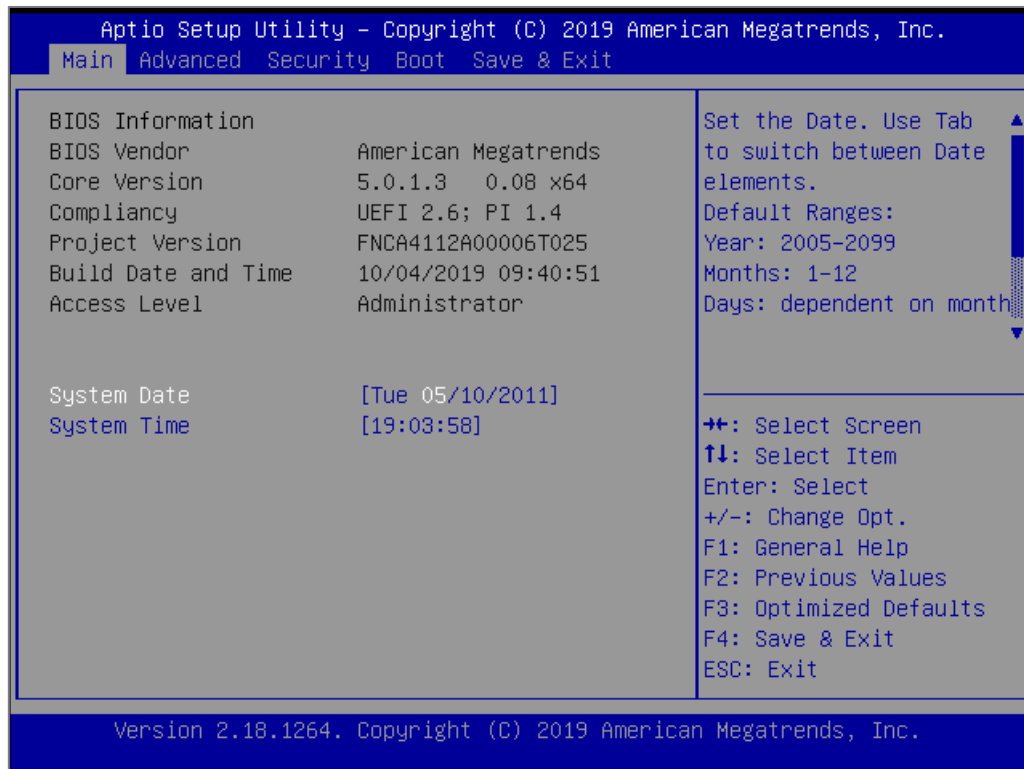 Aptio Setup Utility – Copyright (C) 2019 American Megatrends, Inc.
Main Advanced Security Boot Save & Exit
BIOS Information
BIOS Vendor American Megatrends
Core Version 5.0.1.3 0.08 x64
Compliancy UEFI 2.6; PI 1.4
Project Version FNCA4112A00006T025
Build Date and Time 10/04/2019 09:40:51
Access Level Administrator
System Date [Tue 05/10/2011]
System Time [19:03:58]
Set the Date. Use Tab
to switch between Date
elements.
Default Ranges:
Year: 2005-2099
Months: 1-12
Days: dependent on month
→←: Select Screen
↑↓: Select Item
Enter: Select
+/-: Change Opt.
F1: General Help
F2: Previous Values
F3: Optimized Defaults
F4: Save & Exit
ESC: Exit
Version 2.18.1264. Copyright (C) 2019 American Megatrends, Inc.